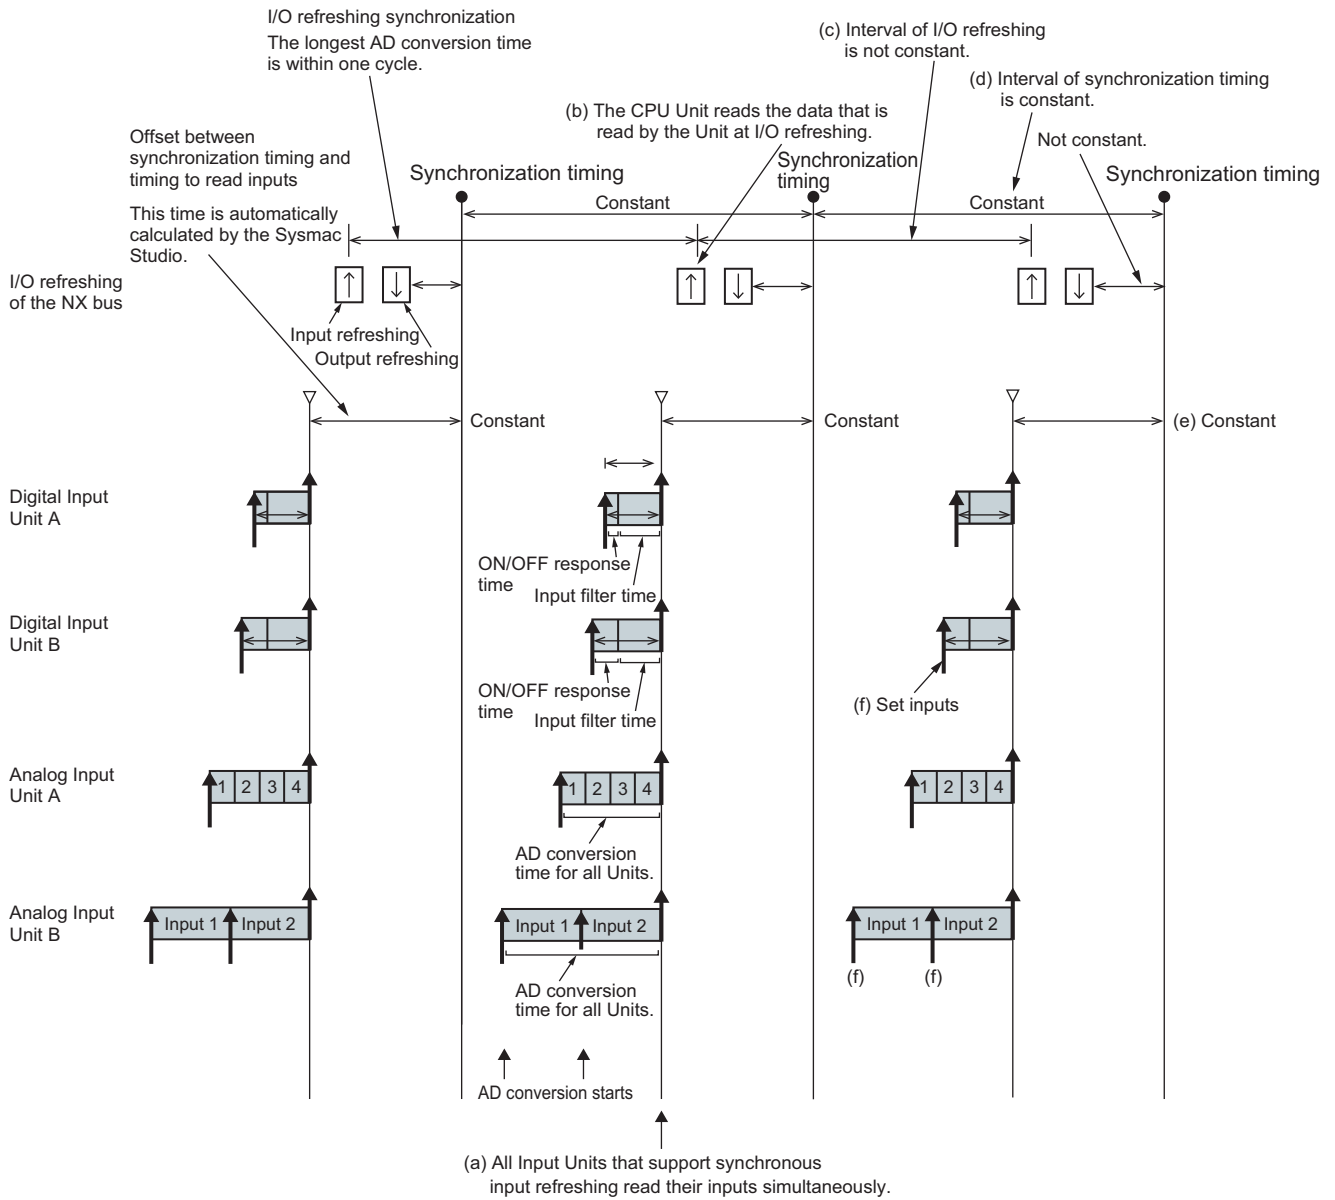 I/O refreshing synchronization
The longest AD conversion time
is within one cycle.
(c) Interval of I/O refreshing
is not constant.
(d) Interval of synchronization timing
is constant.
(b) The CPU Unit reads the data that is
read by the Unit at I/O refreshing.
Not constant.
Offset between
synchronization timing and
timing to read inputs
Synchronization timing
Synchronization
timing
Synchronization timing
Constant
Constant
This time is automatically
calculated by the Sysmac
Studio.
I/O refreshing
of the NX bus
Input refreshing
Output refreshing
Constant
Constant
(e) Constant
Digital Input
Unit A
ON/OFF response
time
Input filter time
Digital Input
Unit B
ON/OFF response
time
Input filter time
(f) Set inputs
Analog Input
Unit A
1 2 3 4
1 2 3 4
1 2 3 4
AD conversion
time for all Units.
Analog Input
Unit B
Input 1 Input 2
Input 1 Input 2
Input 1 Input 2
(f) (f)
AD conversion
time for all Units.
AD conversion starts
(a) All Input Units that support synchronous
input refreshing read their inputs simultaneously.